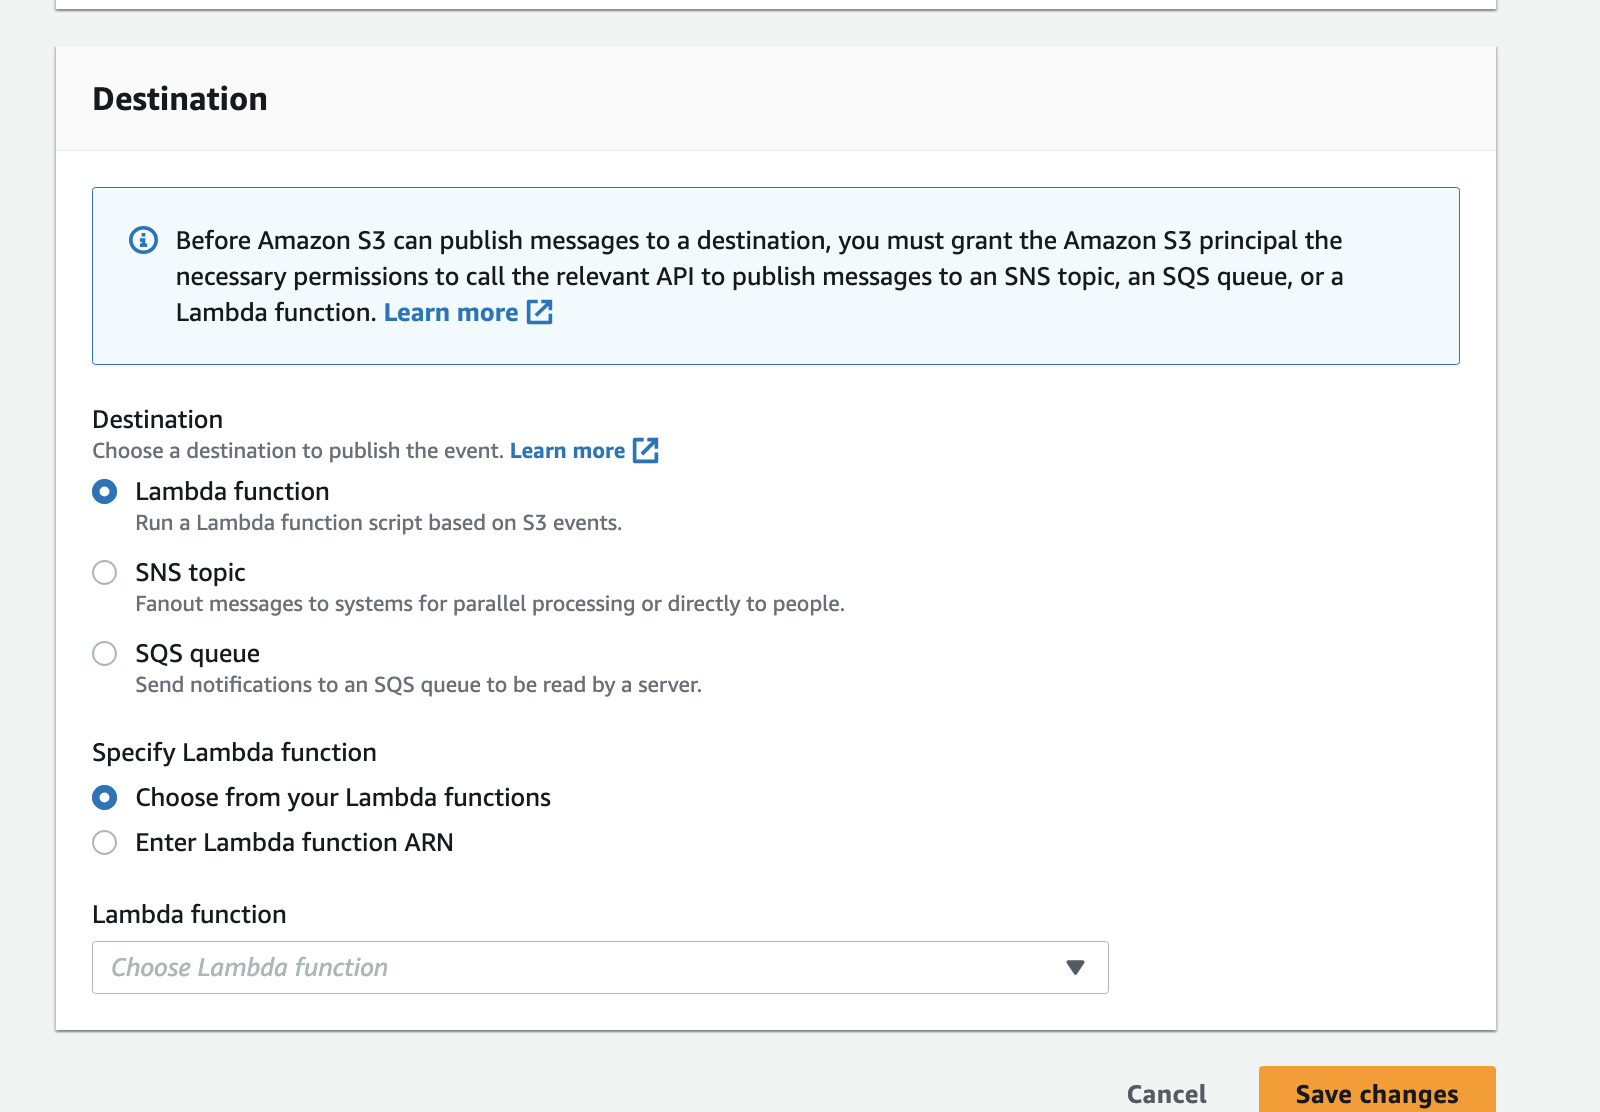 Destination
Before Amazon S3 can publish messages to a destination, you must grant the Amazon S3 principal the
necessary permissions to call the relevant API to publish messages to an SNS topic, an SQS queue, or a
Lambda function. Learn more
Destination
Choose a destination to publish the event. Learn more
Lambda function
Run a Lambda function script based on S3 events.
SNS topic
Fanout messages to systems for parallel processing or directly to people.
SQS queue
Send notifications to an SQS queue to be read by a server.
Specify Lambda function
Choose from your Lambda functions
Enter Lambda function ARN
Lambda function
Choose Lambda function
Cancel
Save changes